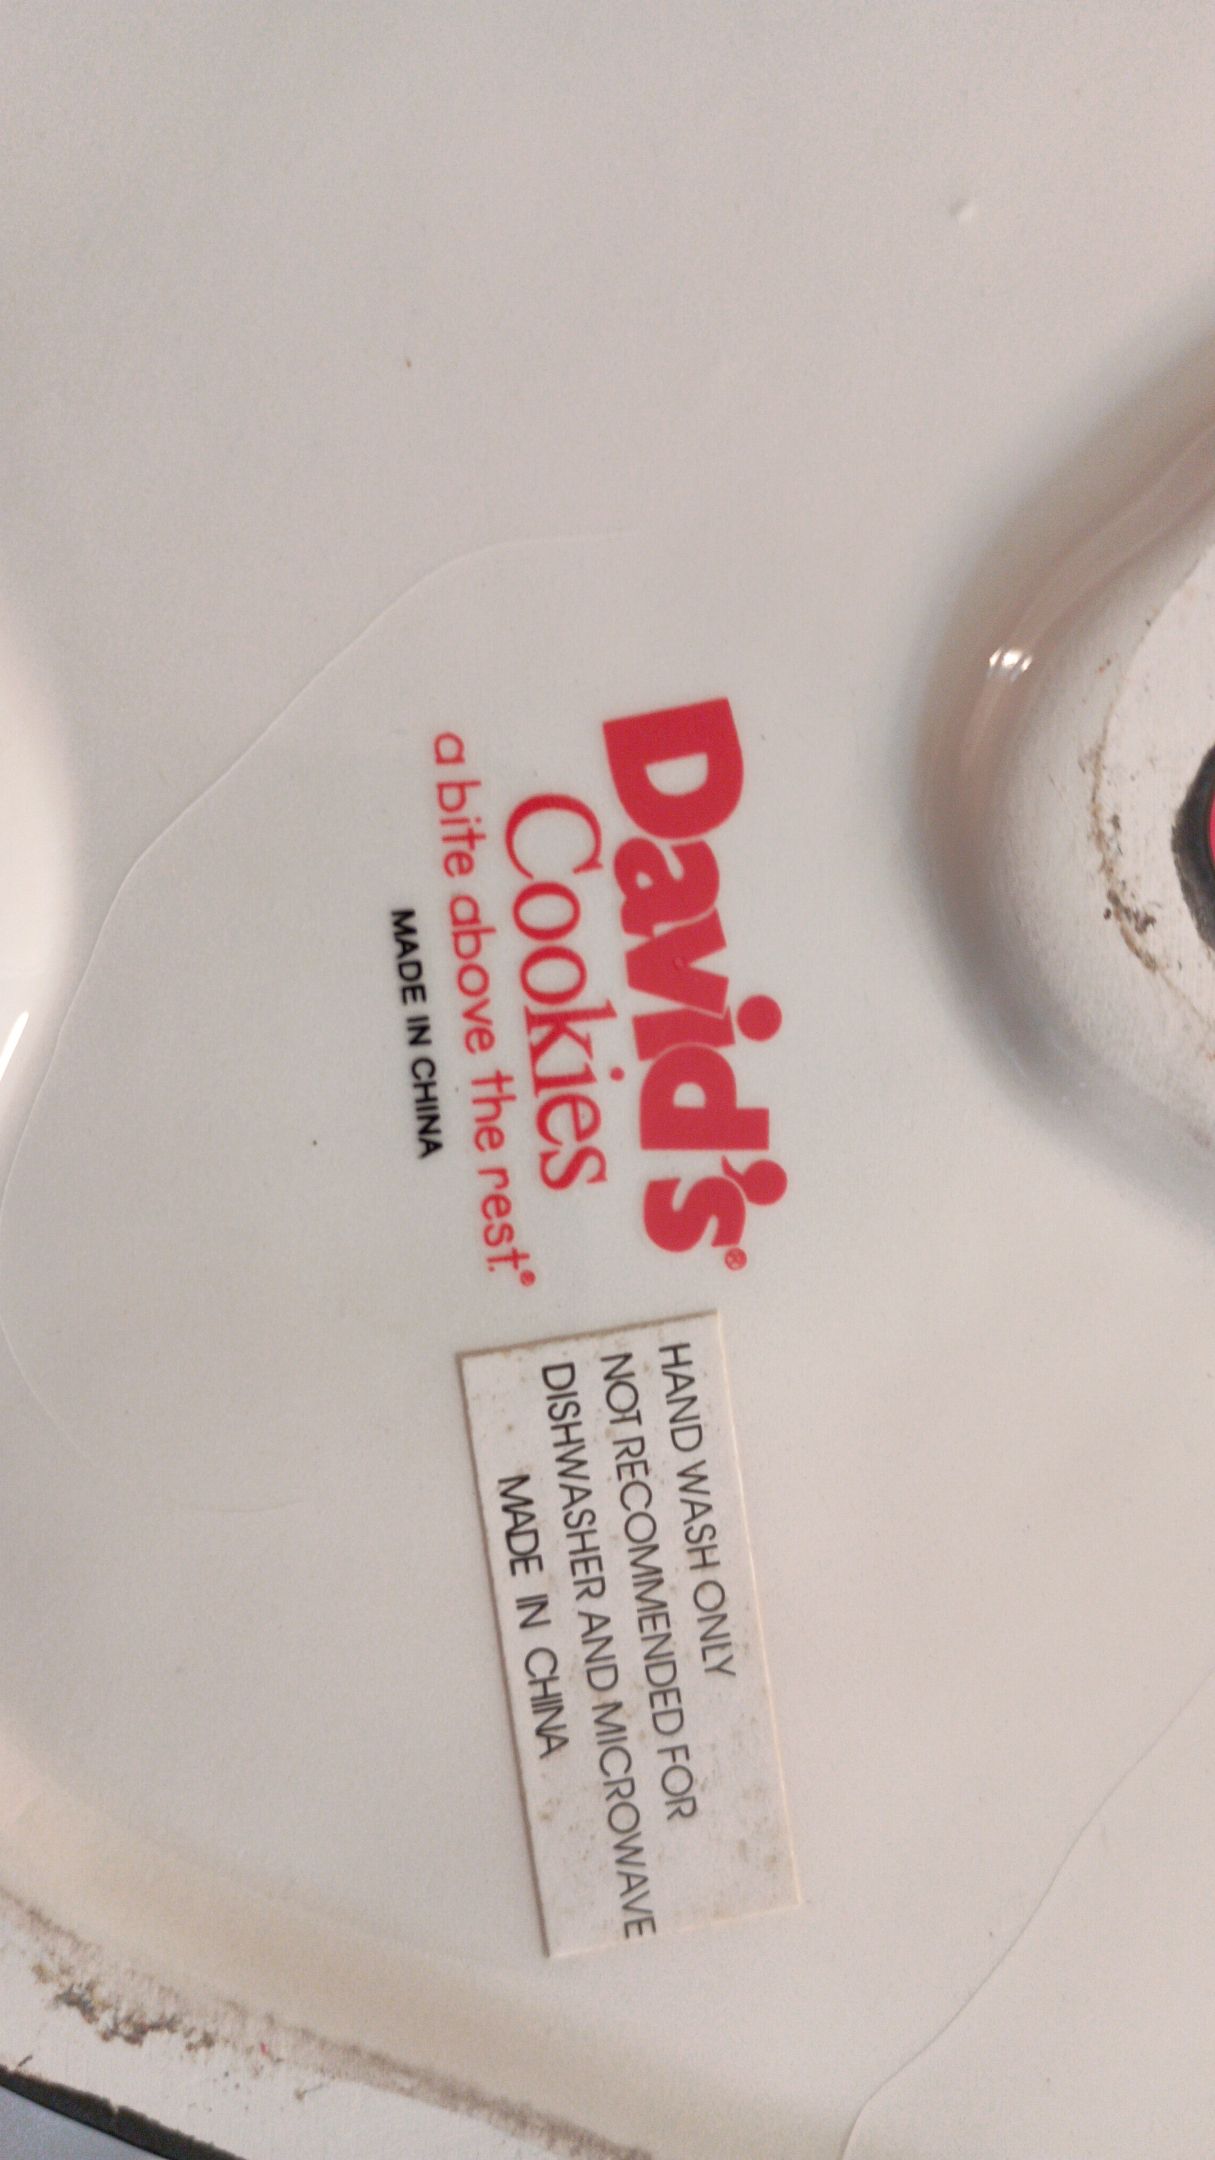 David's®
Cookies
a bite above the rest.®
MADE IN CHINA
HAND WASH ONLY
NOT RECOMMENDED FOR
DISHWASHER AND MICROWAVE
MADE IN CHINA